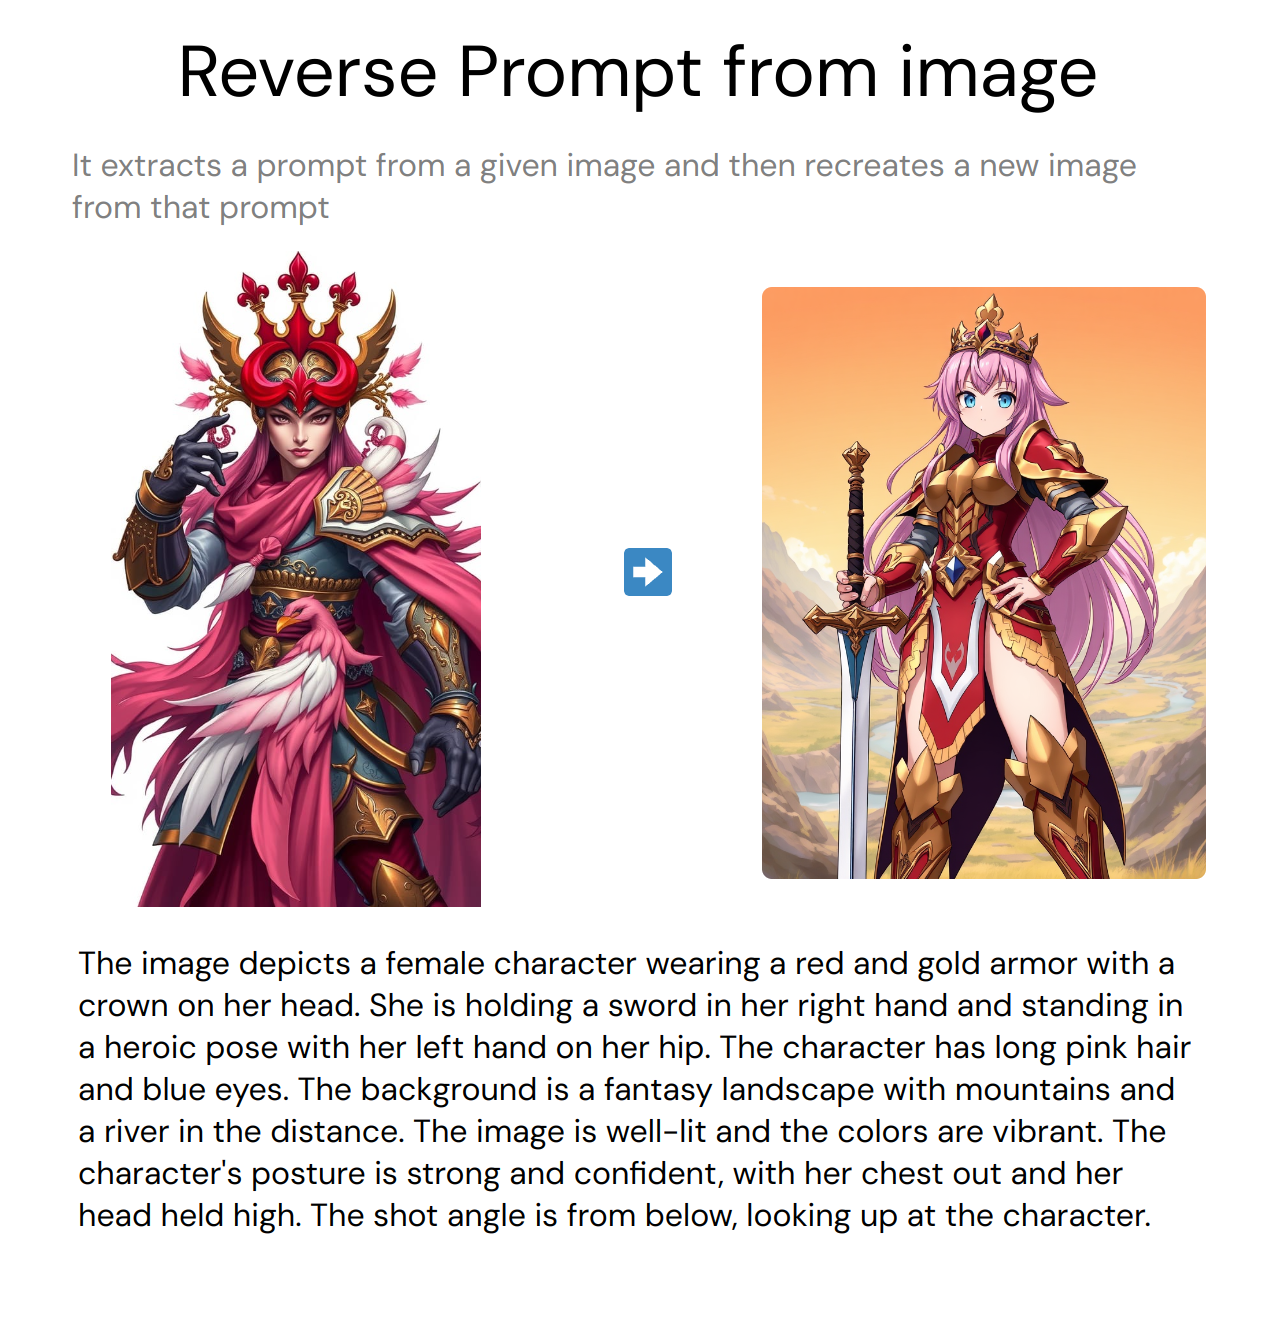 Reverse Prompt from image
It extracts a prompt from a given image and then recreates a new image
from that prompt
The image depicts a female character wearing a red and gold armor with a
crown on her head. She is holding a sword in her right hand and standing in
a heroic pose with her left hand on her hip. The character has long pink hair
and blue eyes. The background is a fantasy landscape with mountains and
a river in the distance. The image is well-lit and the colors are vibrant. The
character's posture is strong and confident, with her chest out and her
head held high. The shot angle is from below, looking up at the character.